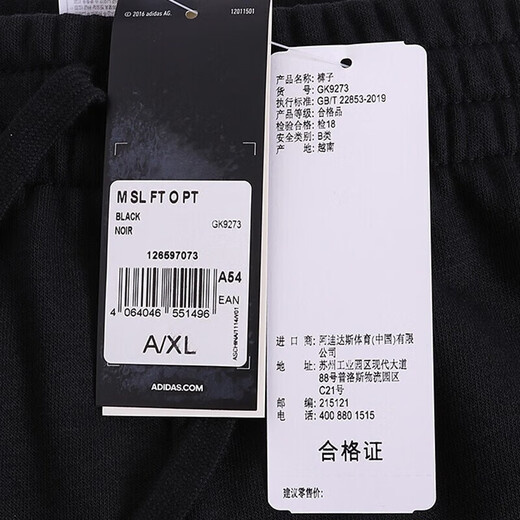 © 2016 adidas AG.
12011501
M SL FT O PT
BLACK
NOIR
GK9273
126597073
A54
EAN
4 064046 551496
A/XL
ADIDAS.COM
产品名称: 裤子
货 号: GK9273
执行标准: GB/T 22853-2019
产品等级: 合格品
检验合格: 检18
安全类别: B类
产 地: 越南
进 口 商: 阿迪达斯体育(中国)有限
公司
地 址: 苏州工业园区现代大道
88号普洛斯物流园区
C21号
邮 编: 215121
电 话: 400 880 1515
合格证
建议零售价: